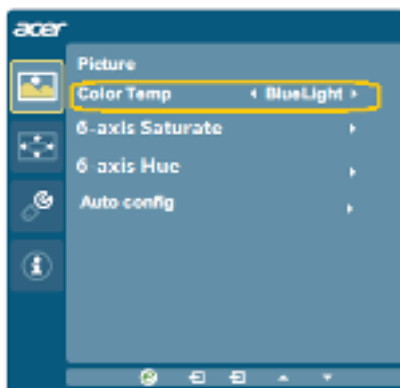 acer
Picture
Color Temp BlueLight
6-axis Saturate
6-axis Hue
Auto config